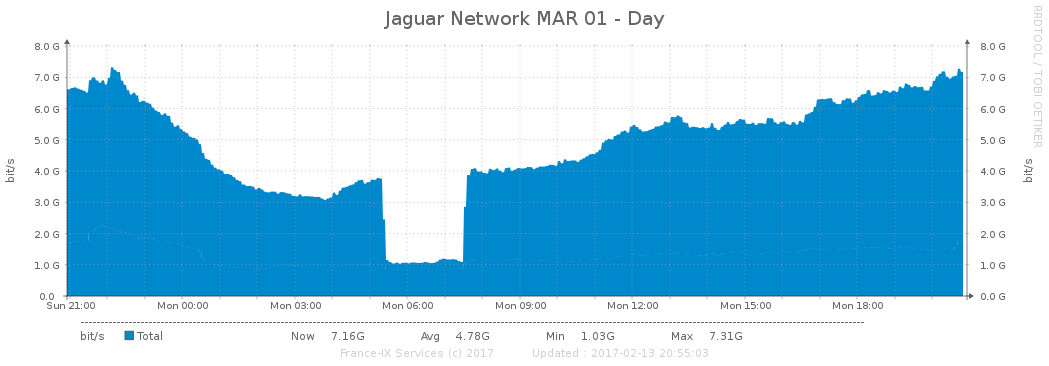 Jaguar Network MAR 01 - Day
RRDTOOL / TOBI OETIKER
bit/s
8.0 G
7.0 G
6.0 G
5.0 G
4.0 G
3.0 G
2.0 G
1.0 G
0.0
8.0 G
7.0 G
6.0 G
5.0 G
4.0 G
3.0 G
2.0 G
1.0 G
0.0 G
bit/s
Sun 21:00 Mon 00:00 Mon 03:00 Mon 06:00 Mon 09:00 Mon 12:00 Mon 15:00 Mon 18:00
bit/s Total Now 7.16G Avg 4.78G Min 1.03G Max 7.31G
France-IX Services (c) 2017 Updated : 2017-02-13 20:55:03